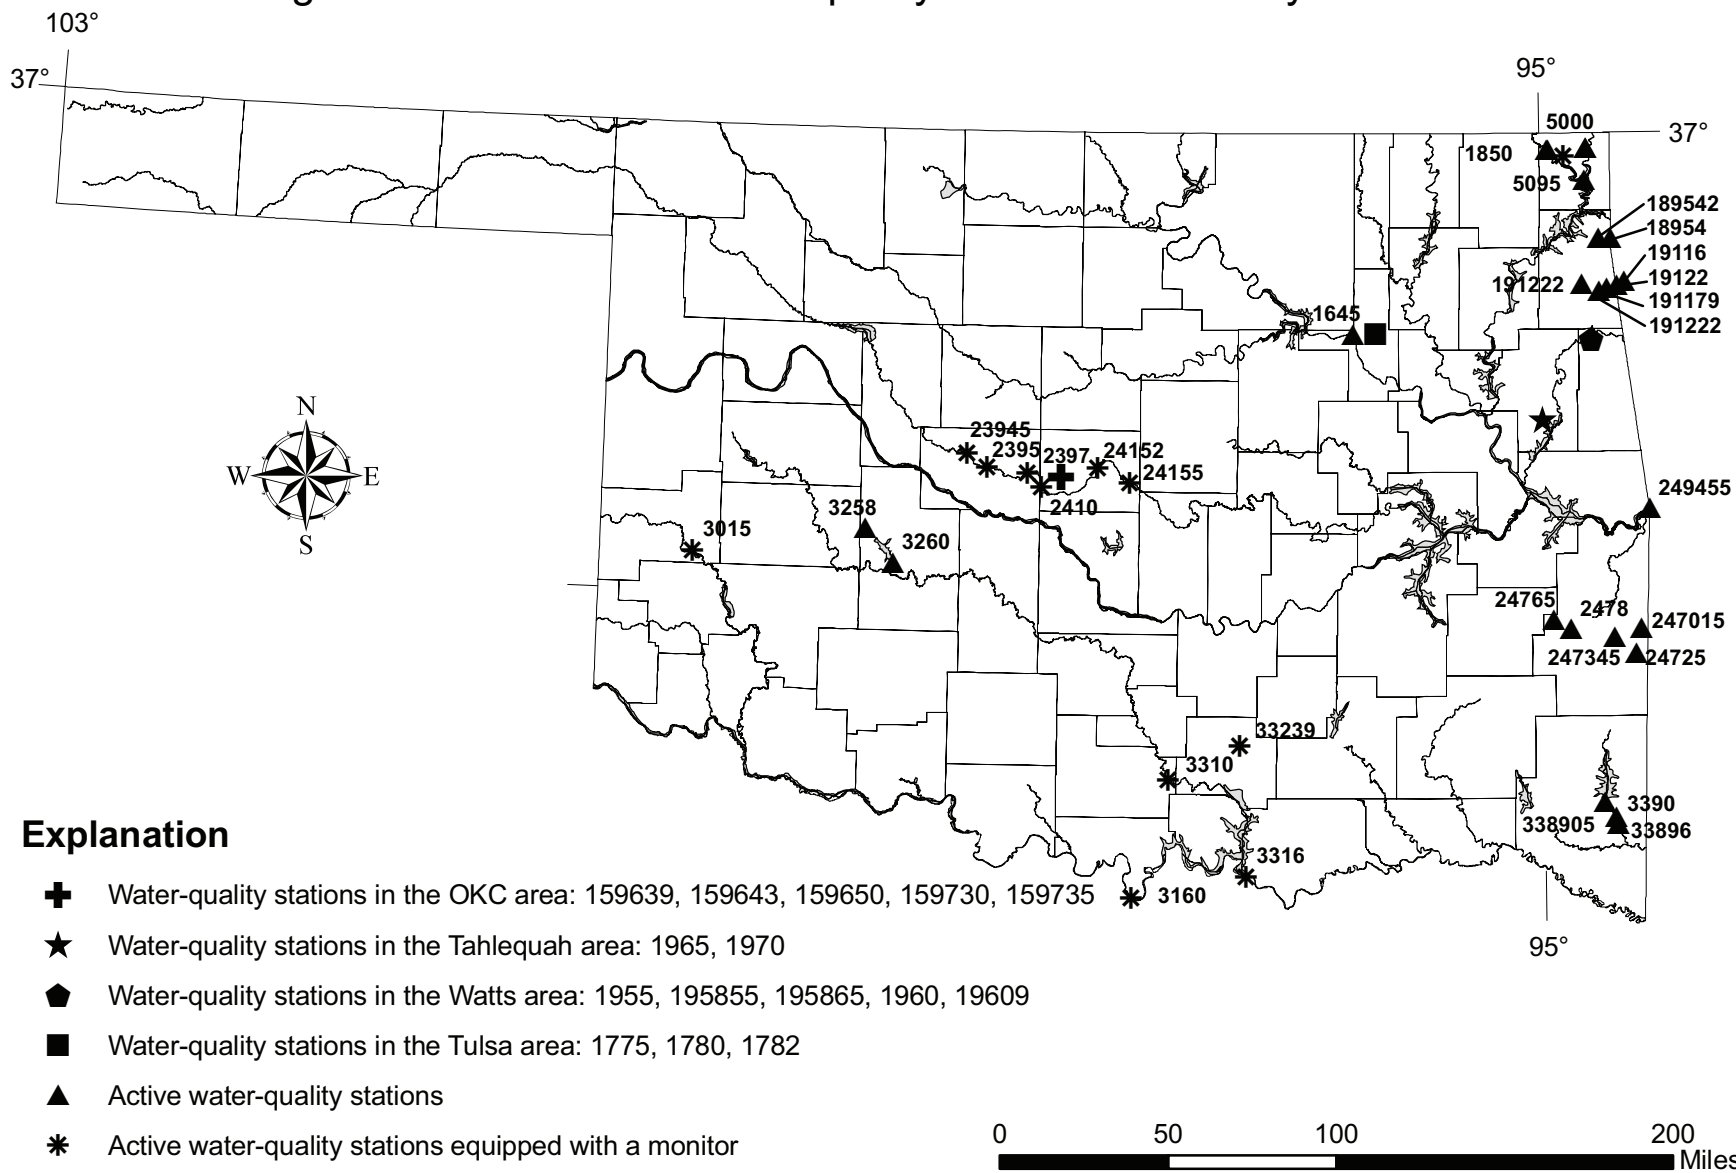 103°
37°
95°
37°
5000
1850
5095
189542
18954
19116
191222
19122
191179
191222
1645
N
W
E
S
23945
2395
2397
24152
24155
2410
249455
3258
3260
3015
24765
2478
247015
247345
24725
33239
3310
3390
338905
33896
3316
3160
95°
Explanation
Water-quality stations in the OKC area: 159639, 159643, 159650, 159730, 159735
Water-quality stations in the Tahlequah area: 1965, 1970
Water-quality stations in the Watts area: 1955, 195855, 195865, 1960, 19609
Water-quality stations in the Tulsa area: 1775, 1780, 1782
Active water-quality stations
Active water-quality stations equipped with a monitor
0 50 100 200
Miles